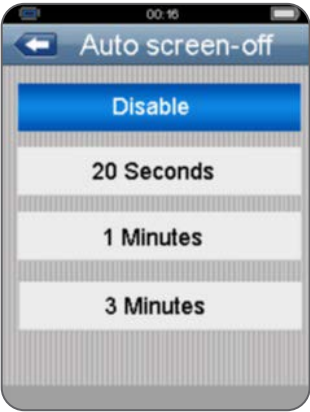 00:16
Auto screen-off
Disable
20 Seconds
1 Minutes
3 Minutes